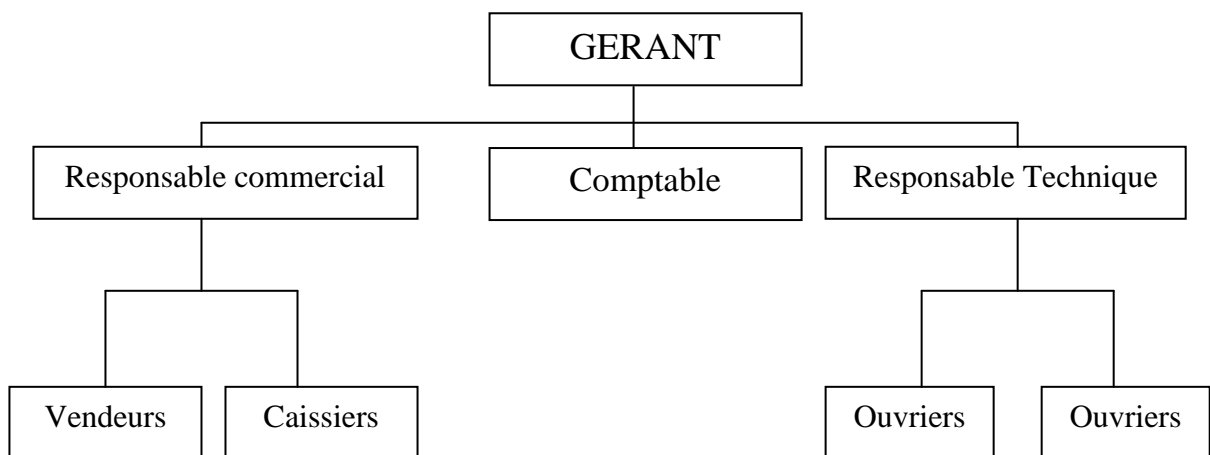 GERANT
Responsable commercial
Comptable
Responsable Technique
Vendeurs
Caissiers
Ouvriers
Ouvriers